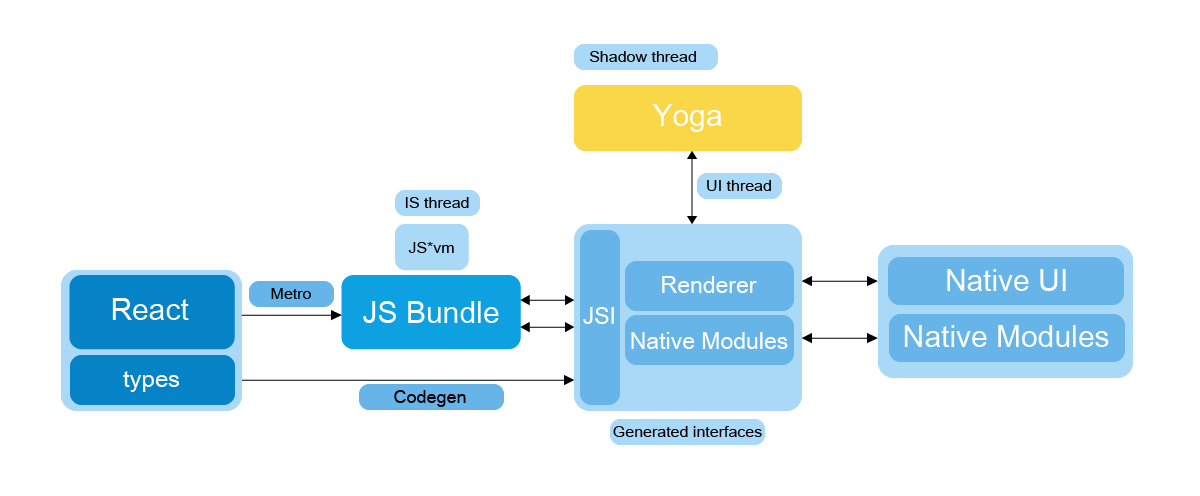 Shadow thread
Yoga
UI thread
IS thread
JS*vm
React
types
Metro
JS Bundle
Codegen
JSI
Renderer
Native Modules
Generated interfaces
Native UI
Native Modules